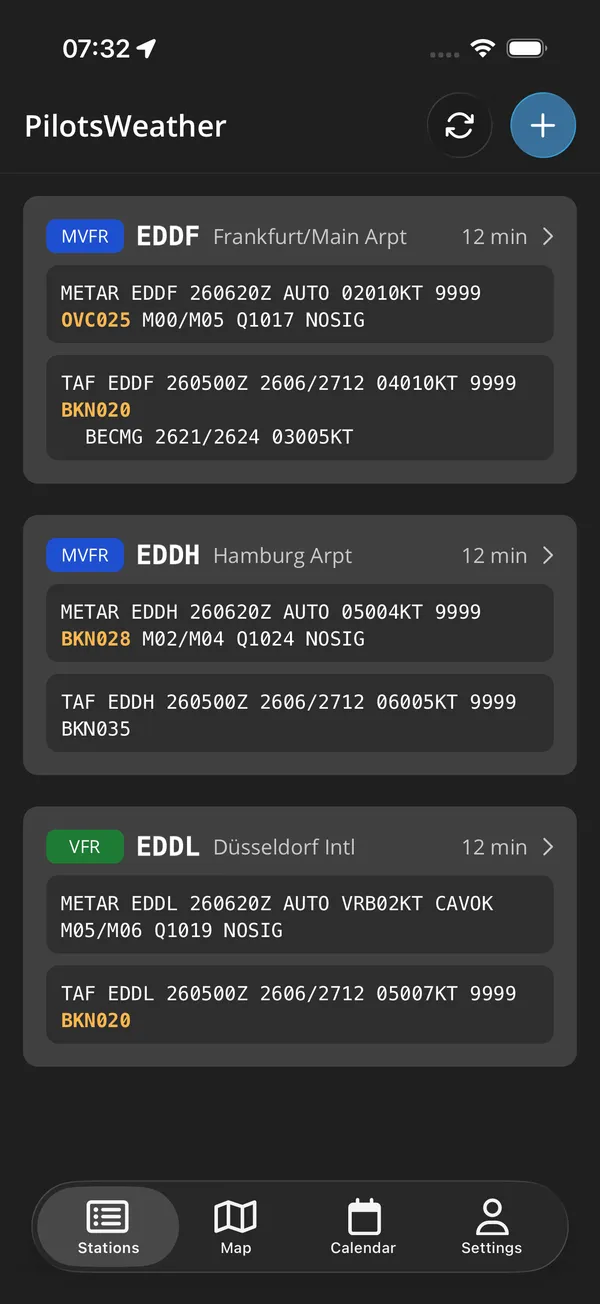 07:32
PilotsWeather
MVFR EDDF Frankfurt/Main Arpt 12 min
METAR EDDF 260620Z AUTO 02010KT 9999
OVC025 M00/M05 Q1017 NOSIG
TAF EDDF 260500Z 2606/2712 04010KT 9999
BKN020
BECMG 2621/2624 03005KT
MVFR EDDH Hamburg Arpt 12 min
METAR EDDH 260620Z AUTO 05004KT 9999
BKN028 M02/M04 Q1024 NOSIG
TAF EDDH 260500Z 2606/2712 06005KT 9999
BKN035
VFR EDDL Düsseldorf Intl 12 min
METAR EDDL 260620Z AUTO VRB02KT CAVOK
M05/M06 Q1019 NOSIG
TAF EDDL 260500Z 2606/2712 05007KT 9999
BKN020
Stations Map Calendar Settings